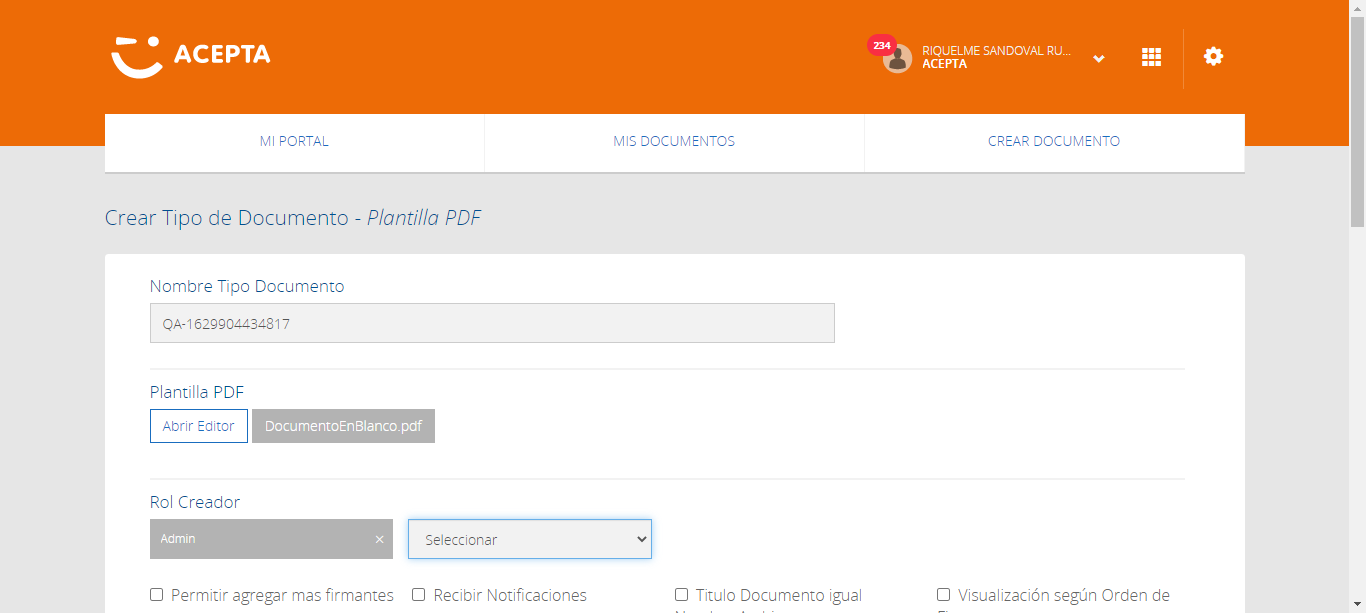 ACEPTA
234
RIQUELME SANDOVAL RU...
ACEPTA
MI PORTAL
MIS DOCUMENTOS
CREAR DOCUMENTO
Crear Tipo de Documento - Plantilla PDF
Nombre Tipo Documento
QA-1629904434817
Plantilla PDF
Abrir Editor
DocumentoEnBlanco.pdf
Rol Creador
Admin ×
Seleccionar
Permitir agregar mas firmantes
Recibir Notificaciones
Titulo Documento igual
Visualización según Orden de